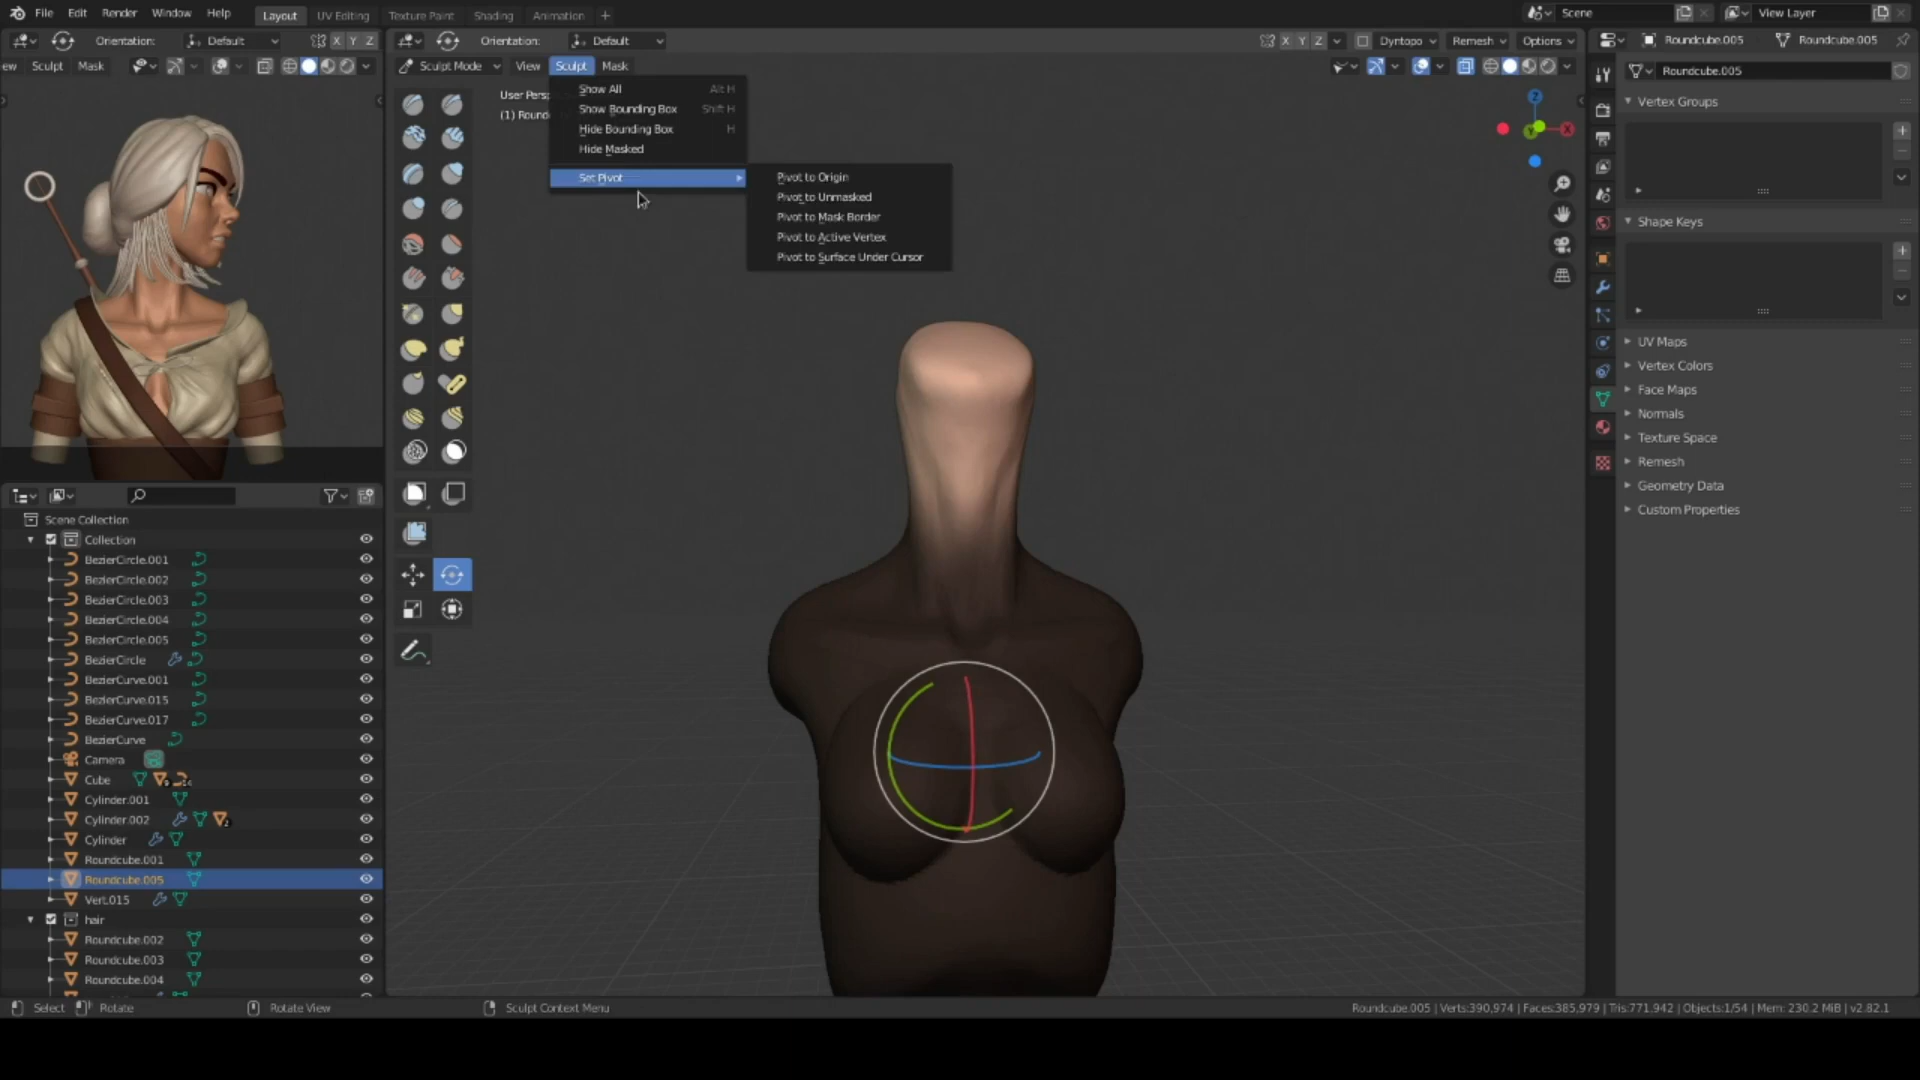 File Edit Render Window Help Layout UV Editing Texture Paint Shading Animation + Scene View Layer
Orientation: Default X Y Z Orientation: Default X Y Z Dyntopo Remesh Options Roundcube.005 Roundcube.005
ew Sculpt Mask Sculpt Mode View Sculpt Mask Roundcube.005
User Persp
(1) Round
Show All Alt H
Show Bounding Box Shift H
Hide Bounding Box H
Hide Masked
Set Pivot
Pivot to Origin
Pivot to Unmasked
Pivot to Mask Border
Pivot to Active Vertex
Pivot to Surface Under Cursor
Z
X
Y
Vertex Groups
Shape Keys
UV Maps
Vertex Colors
Face Maps
Normals
Texture Space
Remesh
Geometry Data
Custom Properties
Scene Collection
Collection
BezierCircle.001
BezierCircle.002
BezierCircle.003
BezierCircle.004
BezierCircle.005
BezierCircle
BezierCurve.001
BezierCurve.015
BezierCurve.017
BezierCurve
Camera
Cube
Cylinder.001
Cylinder.002 2
Cylinder
Roundcube.001
Roundcube.005
Vert.015
hair
Roundcube.002
Roundcube.003
Roundcube.004
Select Rotate Rotate View Sculpt Context Menu Roundcube.005 | Verts:390,974 | Faces:385,979 | Tris:771,942 | Objects:1/54 | Mem: 230.2 MiB | v2.82.1